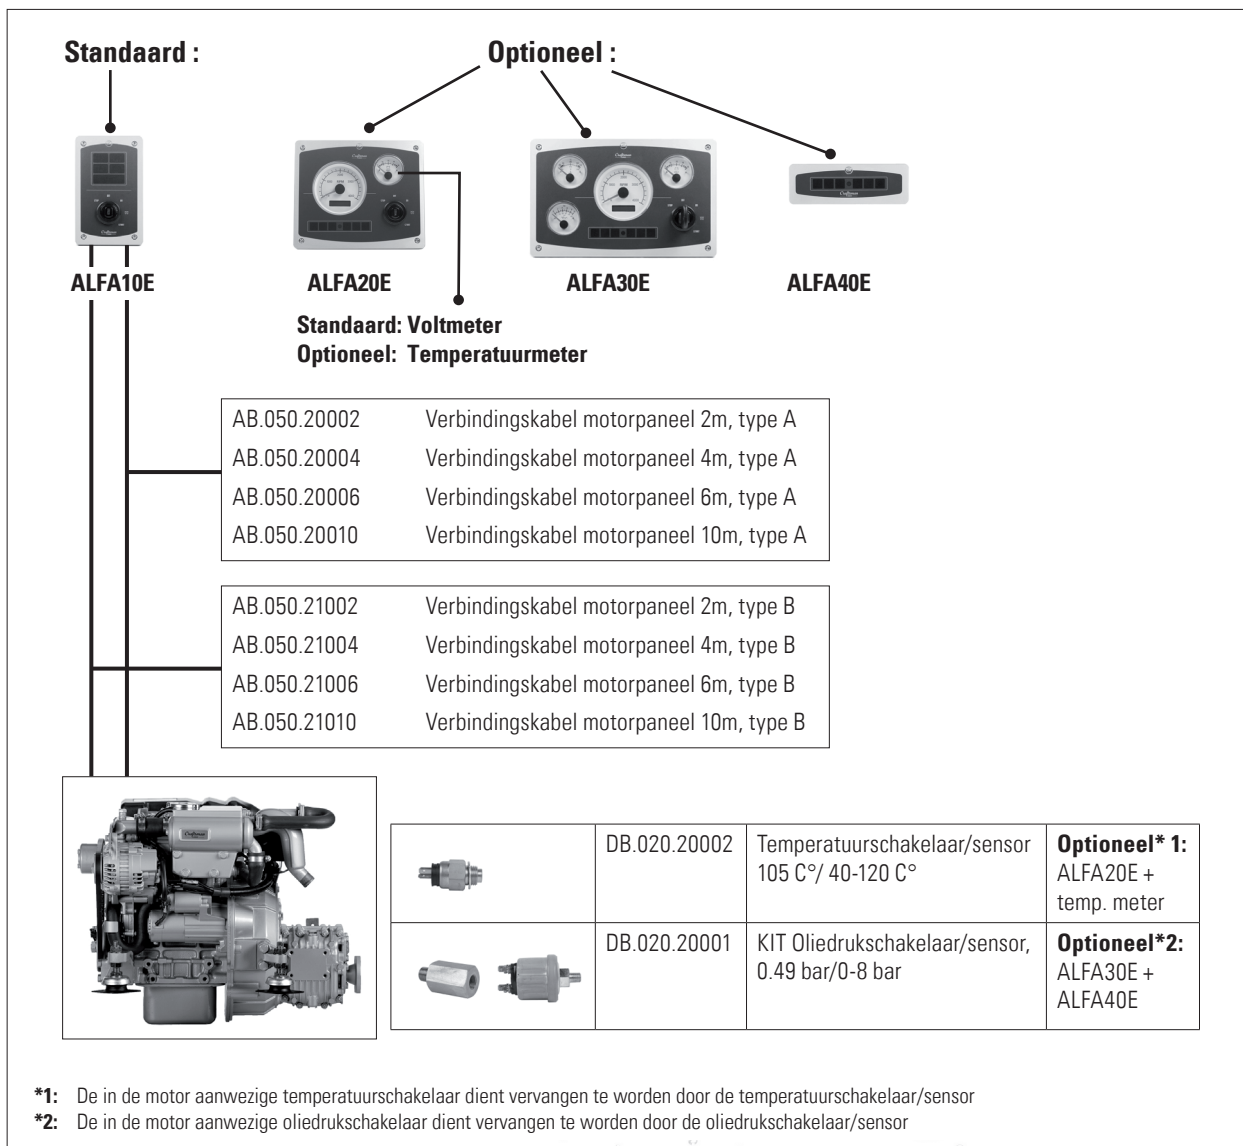 Standaard :
Optioneel :
ALFA10E
ALFA20E
ALFA30E
ALFA40E
Standaard: Voltmeter
Optioneel: Temperatuurmeter
AB.050.20002 Verbindingskabel motorpaneel 2m, type A
AB.050.20004 Verbindingskabel motorpaneel 4m, type A
AB.050.20006 Verbindingskabel motorpaneel 6m, type A
AB.050.20010 Verbindingskabel motorpaneel 10m, type A
AB.050.21002 Verbindingskabel motorpaneel 2m, type B
AB.050.21004 Verbindingskabel motorpaneel 4m, type B
AB.050.21006 Verbindingskabel motorpaneel 6m, type B
AB.050.21010 Verbindingskabel motorpaneel 10m, type B
DB.020.20002 Temperatuurschakelaar/sensor
105 C°/ 40-120 C°
Optioneel* 1:
ALFA20E +
temp. meter
DB.020.20001 KIT Oliedrukschakelaar/sensor,
0.49 bar/0-8 bar
Optioneel*2:
ALFA30E +
ALFA40E
*1: De in de motor aanwezige temperatuurschakelaar dient vervangen te worden door de temperatuurschakelaar/sensor
*2: De in de motor aanwezige oliedrukschakelaar dient vervangen te worden door de oliedrukschakelaar/sensor